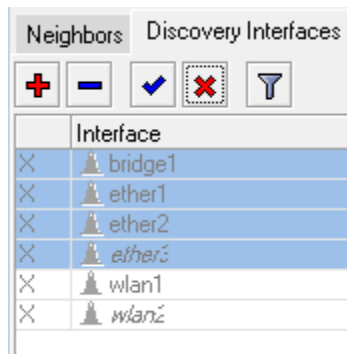 Neighbors Discovery Interfaces
Interface
X bridge1
X ether1
X ether2
X ether3
X wlan1
X wlan2